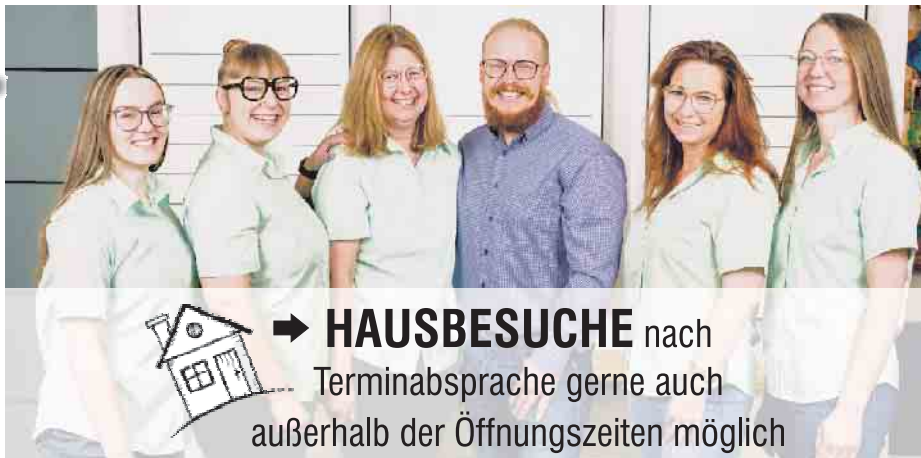 ➡ HAUSBESUCHE nach
Terminabsprache gerne auch
außerhalb der Öffnungszeiten möglich